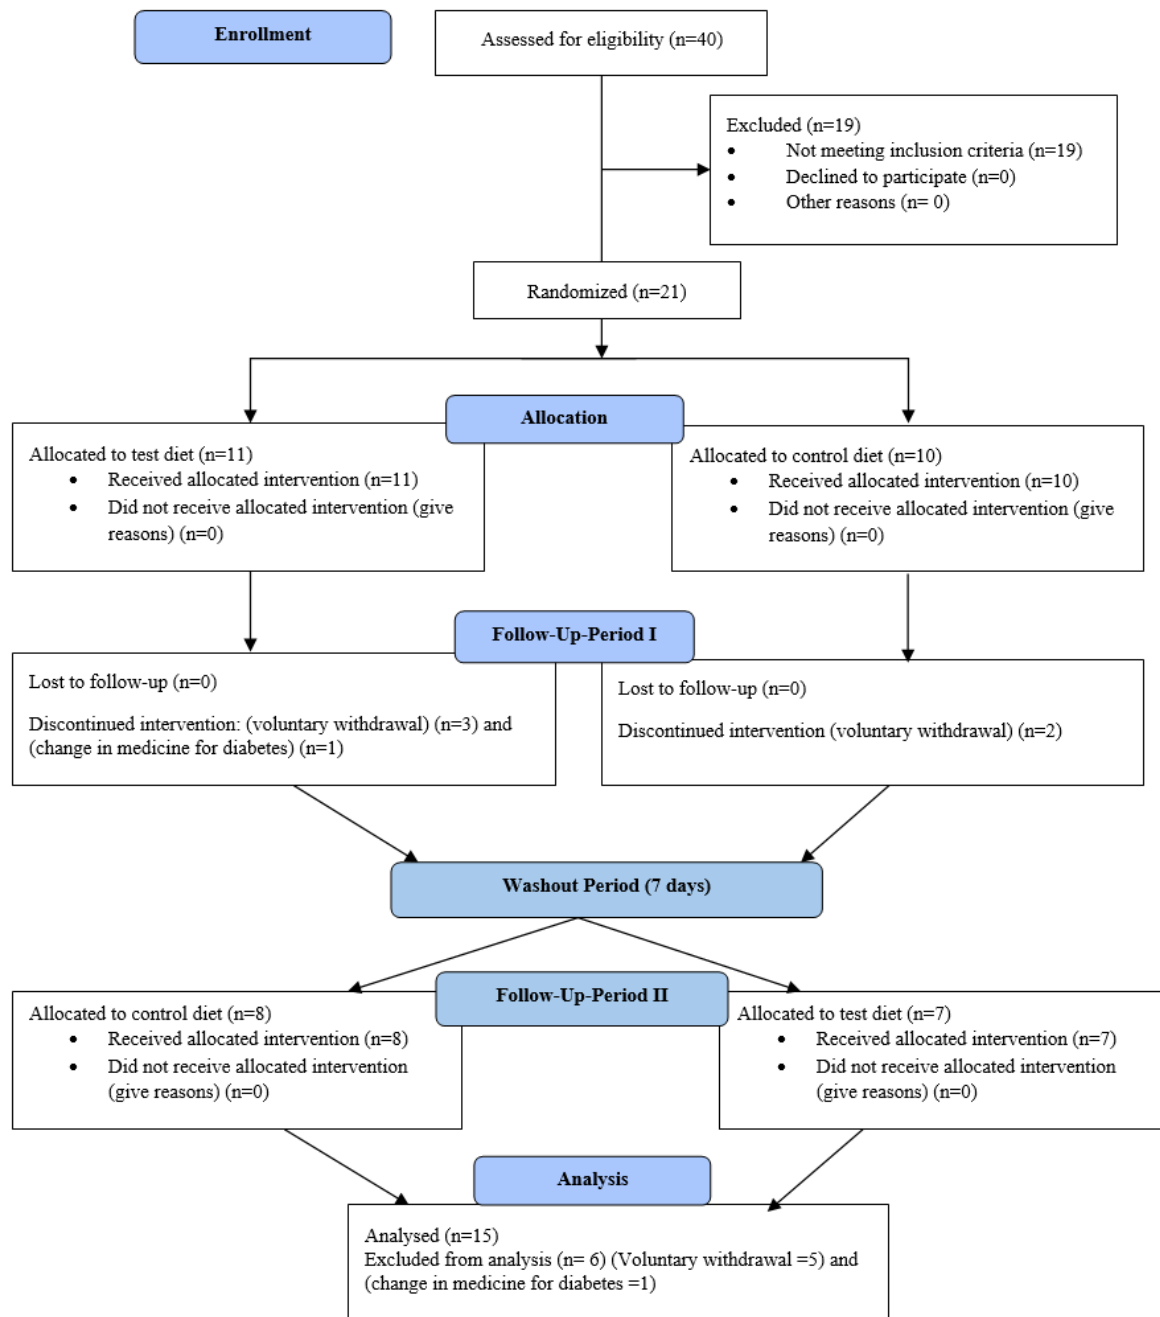 Enrollment
Assessed for eligibility (n=40)
Excluded (n=19)
• Not meeting inclusion criteria (n=19)
• Declined to participate (n=0)
• Other reasons (n= 0)
Randomized (n=21)
Allocation
Allocated to test diet (n=11)
• Received allocated intervention (n=11)
• Did not receive allocated intervention (give
reasons) (n=0)
Allocated to control diet (n=10)
• Received allocated intervention (n=10)
• Did not receive allocated intervention (give
reasons) (n=0)
Follow-Up-Period I
Lost to follow-up (n=0)
Discontinued intervention: (voluntary withdrawal) (n=3) and
(change in medicine for diabetes) (n=1)
Lost to follow-up (n=0)
Discontinued intervention (voluntary withdrawal) (n=2)
Washout Period (7 days)
Follow-Up-Period II
Allocated to control diet (n=8)
• Received allocated intervention (n=8)
• Did not receive allocated intervention
(give reasons) (n=0)
Allocated to test diet (n=7)
• Received allocated intervention (n=7)
• Did not receive allocated intervention
(give reasons) (n=0)
Analysis
Analysed (n=15)
Excluded from analysis (n= 6) (Voluntary withdrawal =5) and
(change in medicine for diabetes =1)